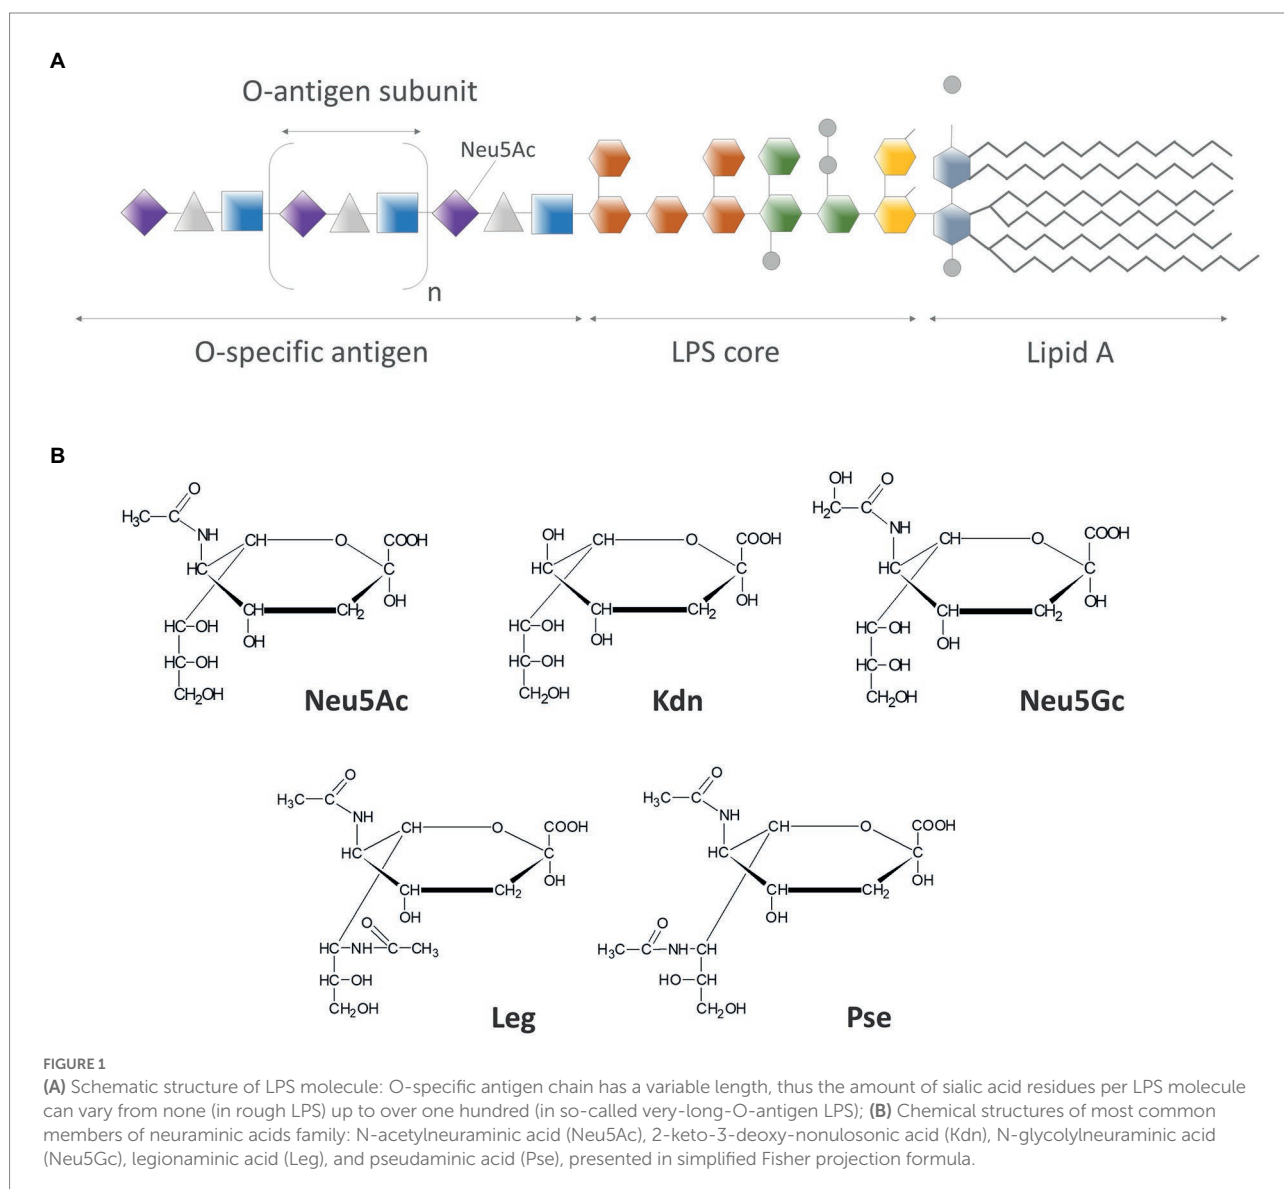 A
O-antigen subunit
Neu5Ac
n
O-specific antigen
LPS core
Lipid A
B
O
H₃C
C
NH
CH
O
COOH
HC
C
OH
CH
CH₂
OH
HC–OH
HC–OH
CH₂OH
Neu5Ac
OH
CH
O
COOH
HC
C
OH
CH
CH₂
OH
HC–OH
HC–OH
CH₂OH
Kdn
OH
O
H₂C
C
NH
CH
O
COOH
HC
C
OH
CH
CH₂
OH
HC–OH
HC–OH
CH₂OH
Neu5Gc
O
H₃C
C
NH
CH
O
COOH
HC
C
OH
CH
CH₂
OH
O
HC–NH–C–CH₃
HC–OH
CH₂OH
Leg
O
H₃C
C
NH
CH
O
COOH
HC
C
OH
CH
CH₂
OH
O
H₃C–C–NH–CH
HO–CH
CH₂OH
Pse
FIGURE 1
(A) Schematic structure of LPS molecule: O-specific antigen chain has a variable length, thus the amount of sialic acid residues per LPS molecule
can vary from none (in rough LPS) up to over one hundred (in so-called very-long-O-antigen LPS); (B) Chemical structures of most common
members of neuraminic acids family: N-acetylneuraminic acid (Neu5Ac), 2-keto-3-deoxy-nonulosonic acid (Kdn), N-glycolylneuraminic acid
(Neu5Gc), legionaminic acid (Leg), and pseudaminic acid (Pse), presented in simplified Fisher projection formula.